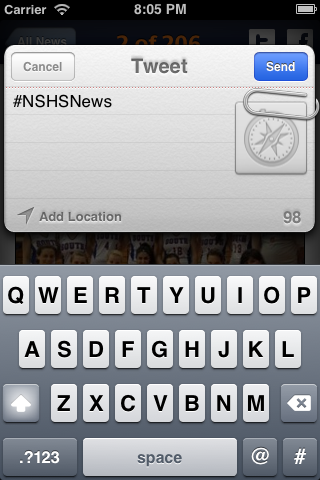 Carrier 8:05 PM
All News 2 of 206
Cancel Tweet Send
#NSHSNews
Add Location 98
Q W E R T Y U I O P
A S D F G H J K L
Z X C V B N M
.?123 space @ #